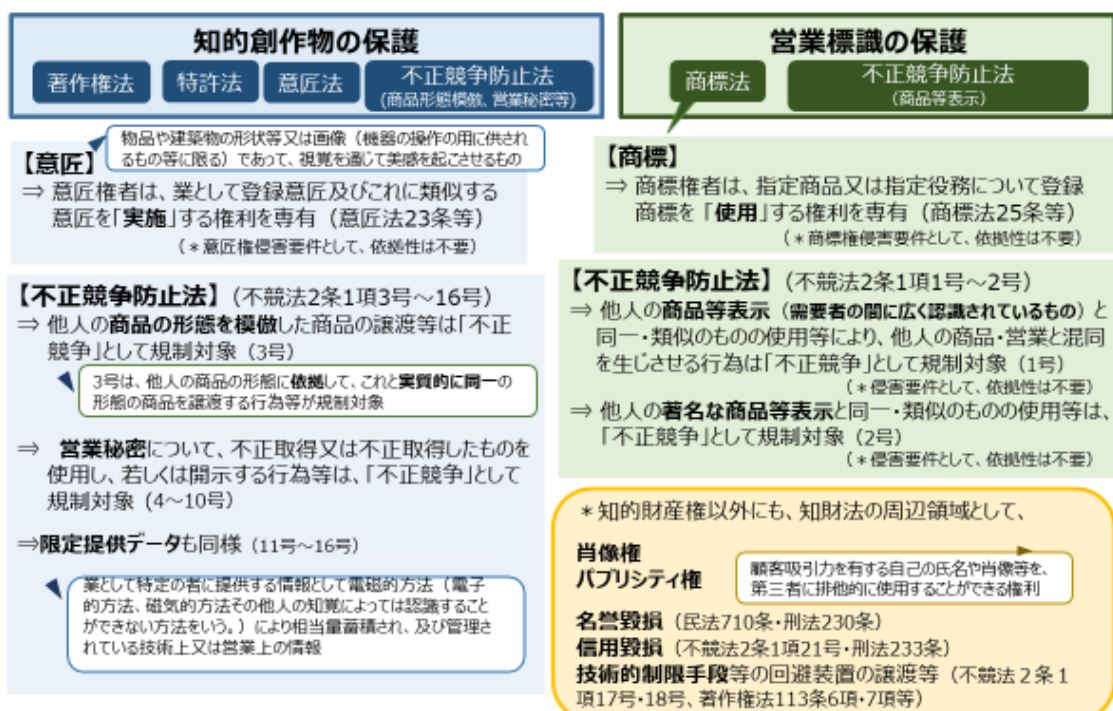 知的創作物の保護
著作権法
特許法
意匠法
不正競争防止法
(商品形態模倣、営業秘密等)
物品や建築物の形状等又は画像（機器の操作の用に供され
るもの等に限る）であって、視覚を通じて美感を起こさせるもの
【意匠】
⇒ 意匠権者は、業として登録意匠及びこれに類似する
意匠を「実施」する権利を専有（意匠法23条等）
（＊意匠権侵害要件として、依拠性は不要）
【不正競争防止法】（不競法2条1項3号～16号）
⇒ 他人の商品の形態を模倣した商品の譲渡等は「不正
競争」として規制対象（3号）
3号は、他人の商品の形態に依拠して、これと実質的に同一の
形態の商品を譲渡する行為等が規制対象
⇒ 営業秘密について、不正取得又は不正取得したものを
使用し、若しくは開示する行為等は、「不正競争」として
規制対象（4～10号）
⇒限定提供データも同様（11号～16号）
業として特定の者に提供する情報として電磁的方法（電子
的方法、磁気的方法その他人の知覚によっては認識すること
ができない方法をいう。）により相当量蓄積され、及び管理さ
れている技術上又は営業上の情報
営業標識の保護
商標法
不正競争防止法
(商品等表示)
【商標】
⇒ 商標権者は、指定商品又は指定役務について登録
商標を「使用」する権利を専有（商標法25条等）
（＊商標権侵害要件として、依拠性は不要）
【不正競争防止法】（不競法2条1項1号～2号）
⇒ 他人の商品等表示（需要者の間に広く認識されているもの）と
同一・類似のものの使用等により、他人の商品・営業と混同
を生じさせる行為は「不正競争」として規制対象（1号）
（＊侵害要件として、依拠性は不要）
⇒ 他人の著名な商品等表示と同一・類似のものの使用等は、
「不正競争」として規制対象（2号）
（＊侵害要件として、依拠性は不要）
＊知的財産権以外にも、知財法の周辺領域として、
肖像権
パブリシティ権
顧客吸引力を有する自己の氏名や肖像等を、
第三者に排他的に使用することができる権利
名誉毀損（民法710条・刑法230条）
信用毀損（不競法2条1項21号・刑法233条）
技術的制限手段等の回避装置の譲渡等（不競法２条１
項17号・18号、著作権法113条6項・7項等）